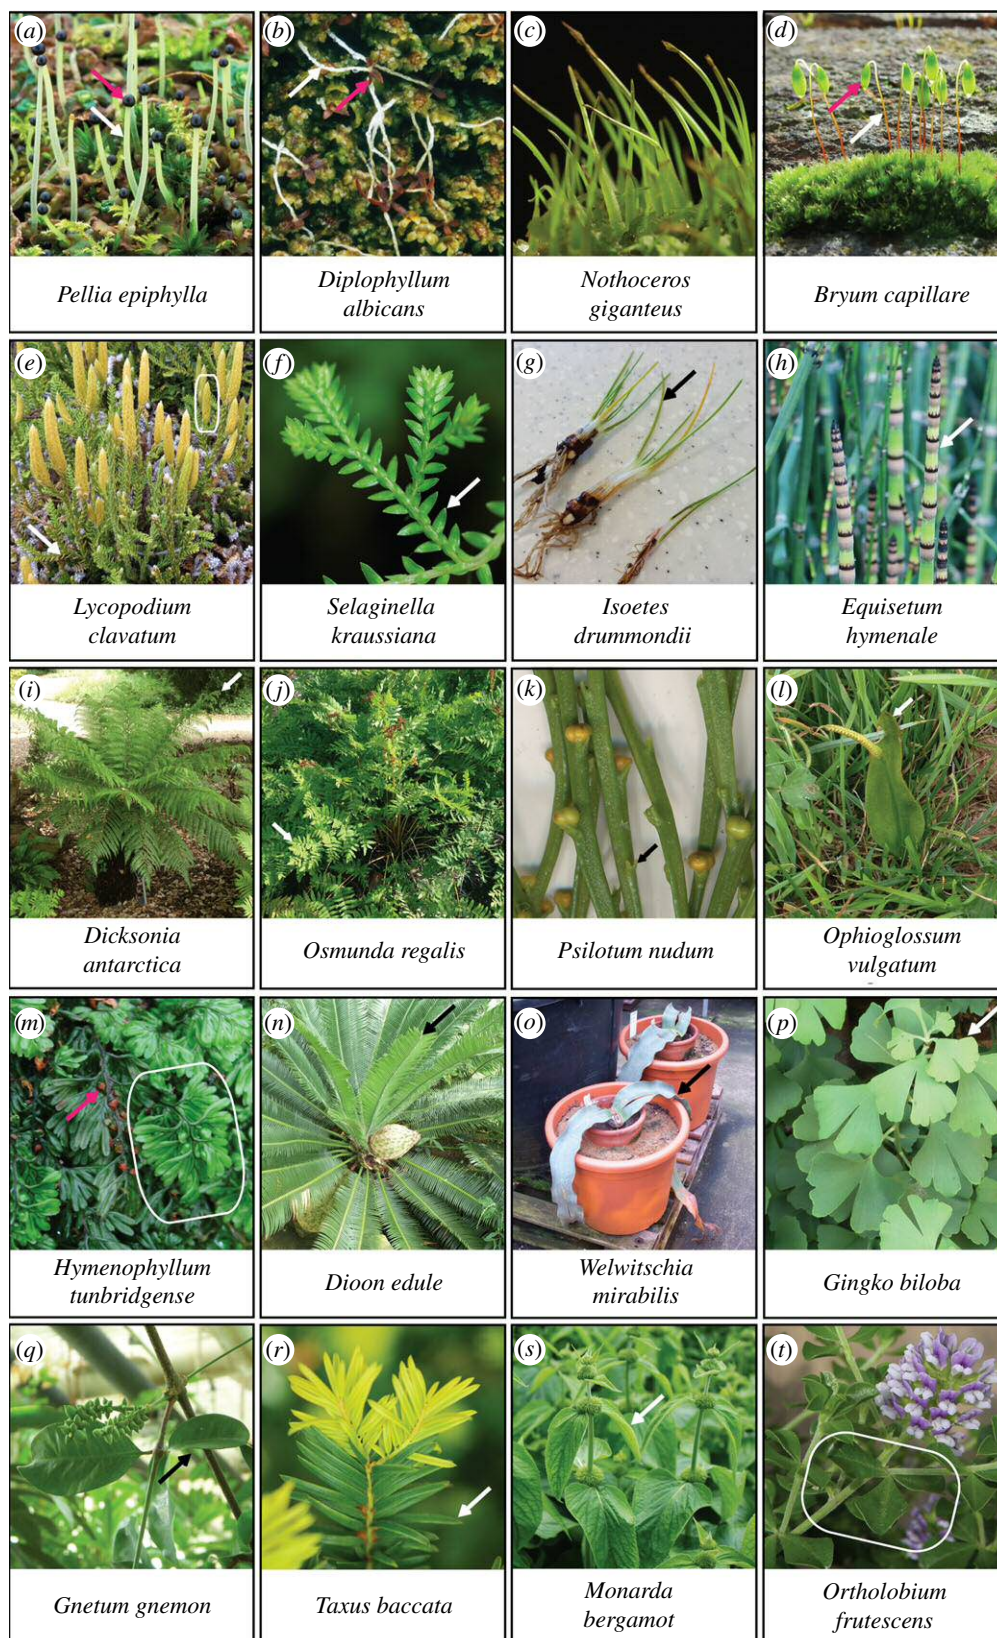 (a)
(b)
(c)
(d)
Pellia epiphylla
Diplophyllum
albicans
Nothoceros
giganteus
Bryum capillare
(e)
(f)
(g)
(h)
Lycopodium
clavatum
Selaginella
kraussiana
Isoetes
drummondii
Equisetum
hymenale
(i)
(j)
(k)
(l)
Dicksonia
antarctica
Osmunda regalis
Psilotum nudum
Ophioglossum
vulgatum
(m)
(n)
(o)
(p)
Hymenophyllum
tunbridgense
Dioon edule
Welwitschia
mirabilis
Gingko biloba
(q)
(r)
(s)
(t)
Gnetum gnemon
Taxus baccata
Monarda
bergamot
Ortholobium
frutescens